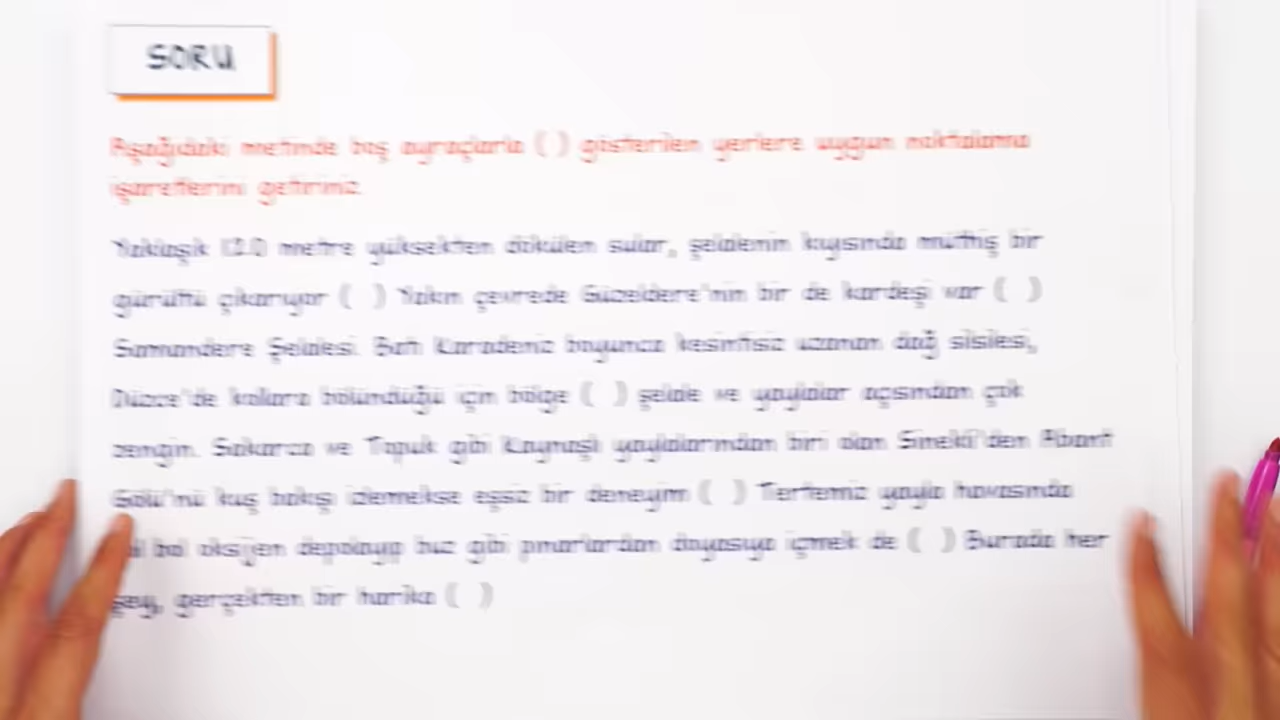 SORU
Aşağıdaki metinde boş ayraçlarla ( ) gösterilen yerlere uygun noktalama
işaretlerini getiriniz.
Yaklaşık 120 metre yüksekten dökülen sular, şelalenin kıyısında müthiş bir
gürültü çıkarıyor ( ) Yakın çevrede Güzeldere'nin bir de kardeşi var ( )
Samandere Şelalesi. Batı Karadeniz boyunca kesintisiz uzanan dağ silsilesi,
Düzce'de kollara bölündüğü için bölge ( ) şelale ve yaylalar açısından çok
zengin. Sakarca ve Topuk gibi Kaynaşlı yaylalarından biri olan Sinekli'den Abant
Gölü'nü kuş bakışı izlemekse eşsiz bir deneyim ( ) Tertemiz yayla havasında
bol oksijen depolayıp buz gibi pınarlardan doyasıya içmek de ( ) Burada her
şey, gerçekten bir harika ( )